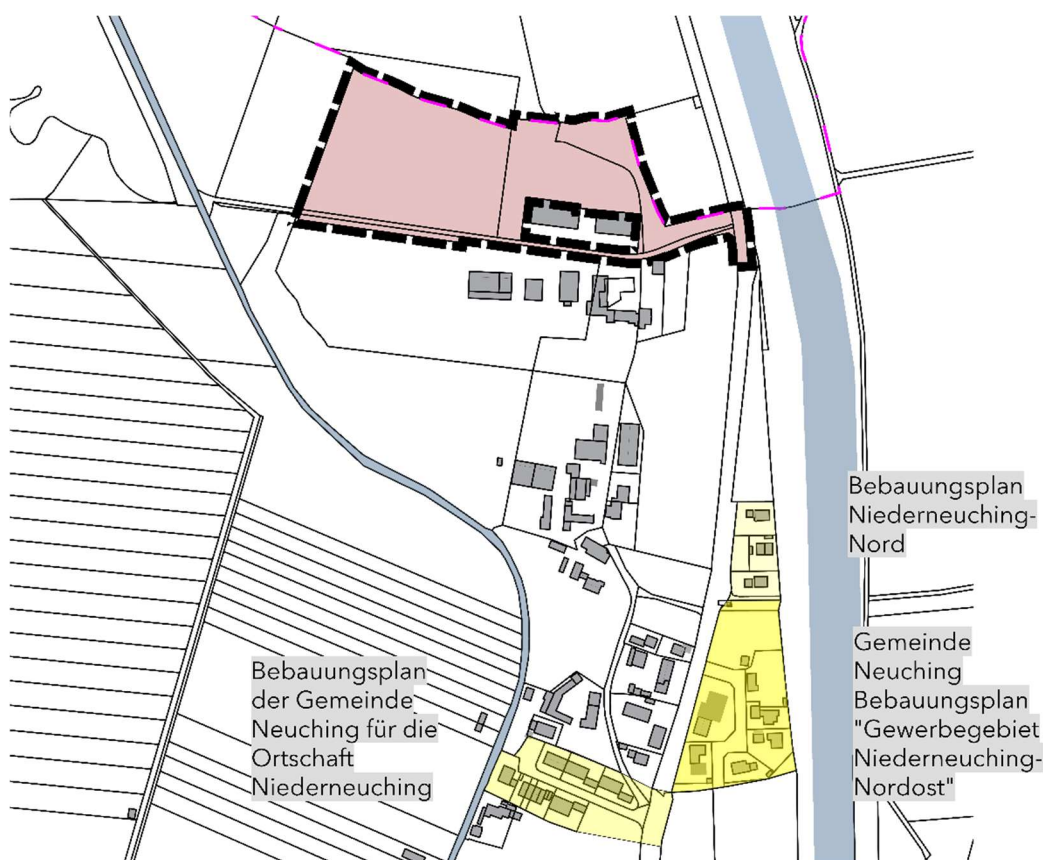 Bebauungsplan
Niederneuching-
Nord
Gemeinde
Neuching
Bebauungsplan
"Gewerbegebiet
Niederneuching-
Nordost"
Bebauungsplan
der Gemeinde
Neuching für die
Ortschaft
Niederneuching